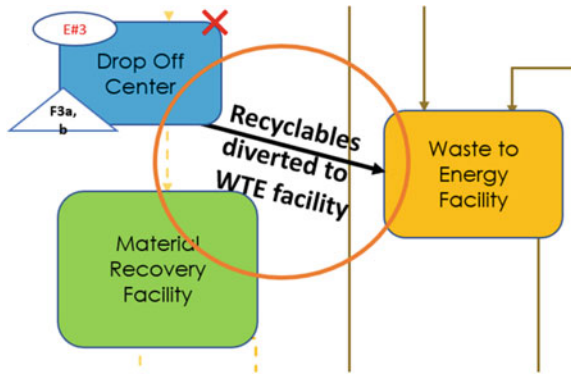 E#3
Drop Off
Center
F3a,
b
Recyclables
diverted to
WTE facility
Waste to
Energy
Facility
Material
Recovery
Facility